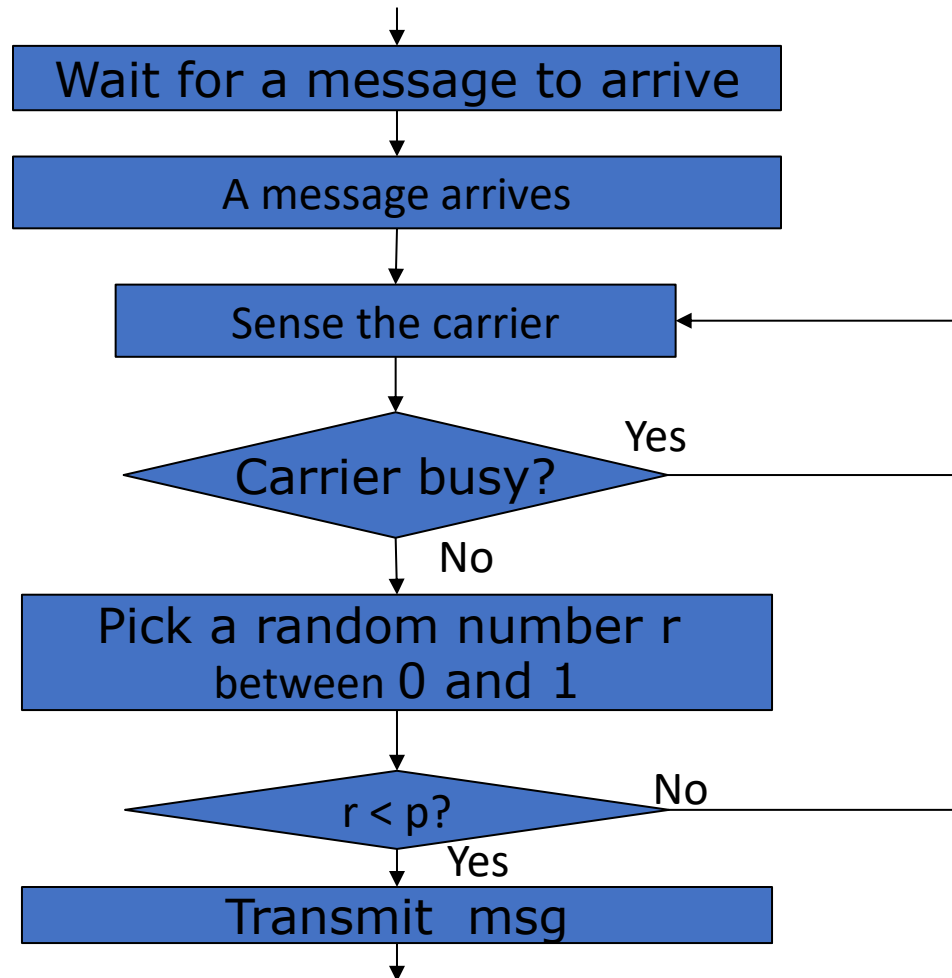 Wait for a message to arrive
A message arrives
Sense the carrier
Yes
Carrier busy?
No
Pick a random number r
between 0 and 1
No
r < p?
Yes
Transmit msg